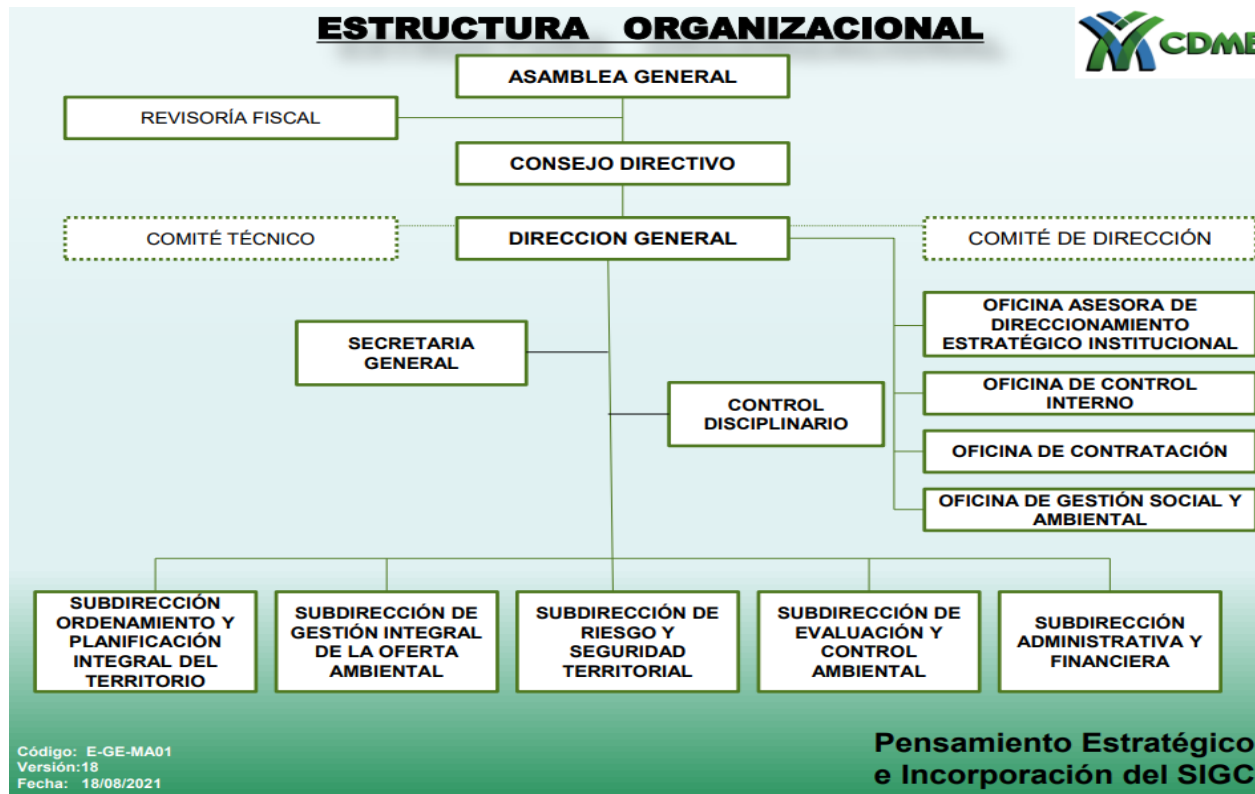 ESTRUCTURA ORGANIZACIONAL
CDMB
ASAMBLEA GENERAL
REVISORÍA FISCAL
CONSEJO DIRECTIVO
COMITÉ TÉCNICO
DIRECCION GENERAL
COMITÉ DE DIRECCIÓN
OFICINA ASESORA DE
DIRECCIONAMIENTO
ESTRATÉGICO INSTITUCIONAL
SECRETARIA
GENERAL
OFICINA DE CONTROL
INTERNO
CONTROL
DISCIPLINARIO
OFICINA DE CONTRATACIÓN
OFICINA DE GESTIÓN SOCIAL Y
AMBIENTAL
SUBDIRECCIÓN
ORDENAMIENTO Y
PLANIFICACIÓN
INTEGRAL DEL
TERRITORIO
SUBDIRECCIÓN DE
GESTIÓN INTEGRAL
DE LA OFERTA
AMBIENTAL
SUBDIRECCIÓN DE
RIESGO Y
SEGURIDAD
TERRITORIAL
SUBDIRECCIÓN DE
EVALUACIÓN Y
CONTROL
AMBIENTAL
SUBDIRECCIÓN
ADMINISTRATIVA Y
FINANCIERA
Código: E-GE-MA01
Versión:18
Fecha: 18/08/2021
Pensamiento Estratégico
e Incorporación del SIGC